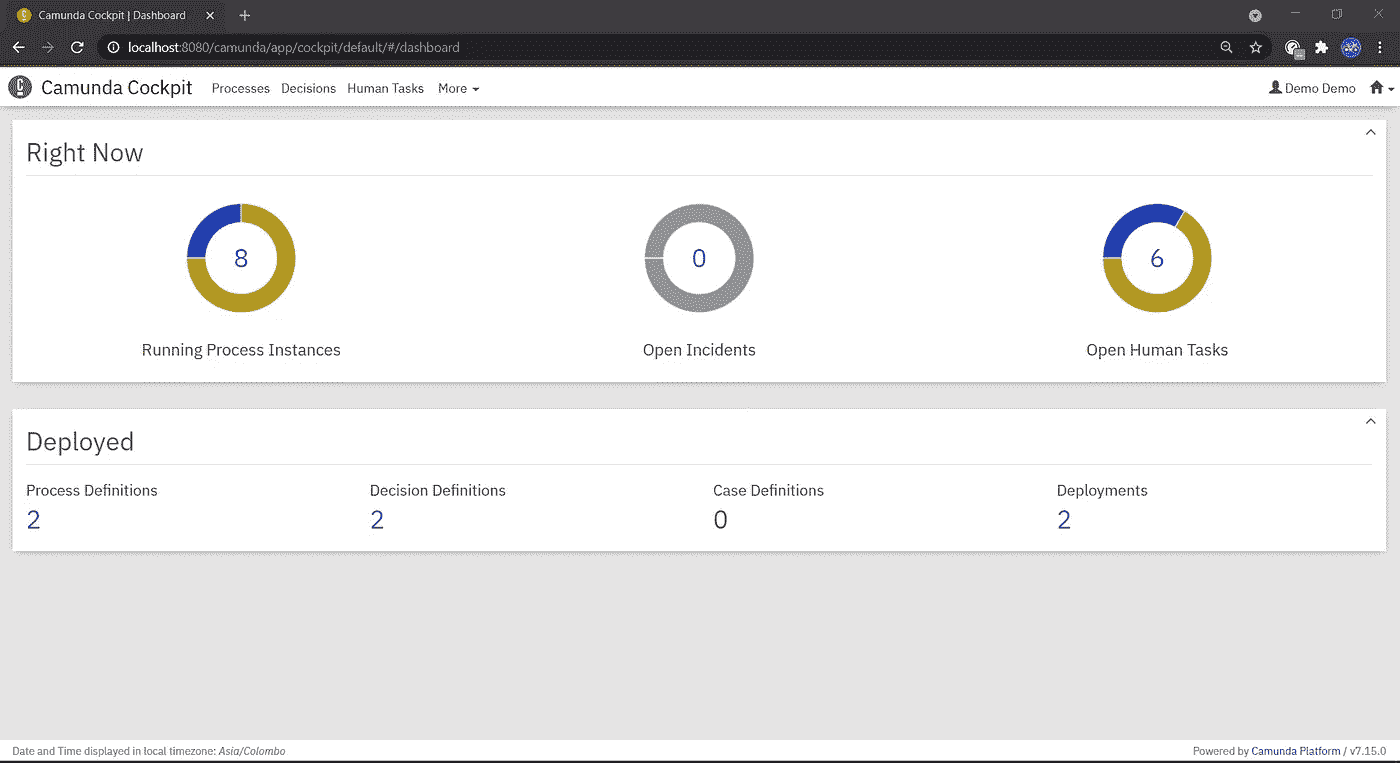 Camunda Cockpit | Dashboard
localhost:8080/camunda/app/cockpit/default/#/dashboard
Camunda Cockpit Processes Decisions Human Tasks More Demo Demo
Right Now
8 0 6
Running Process Instances Open Incidents Open Human Tasks
Deployed
Process Definitions Decision Definitions Case Definitions Deployments
2 2 0 2
Date and Time displayed in local timezone: Asia/Colombo Powered by Camunda Platform / v7.15.0